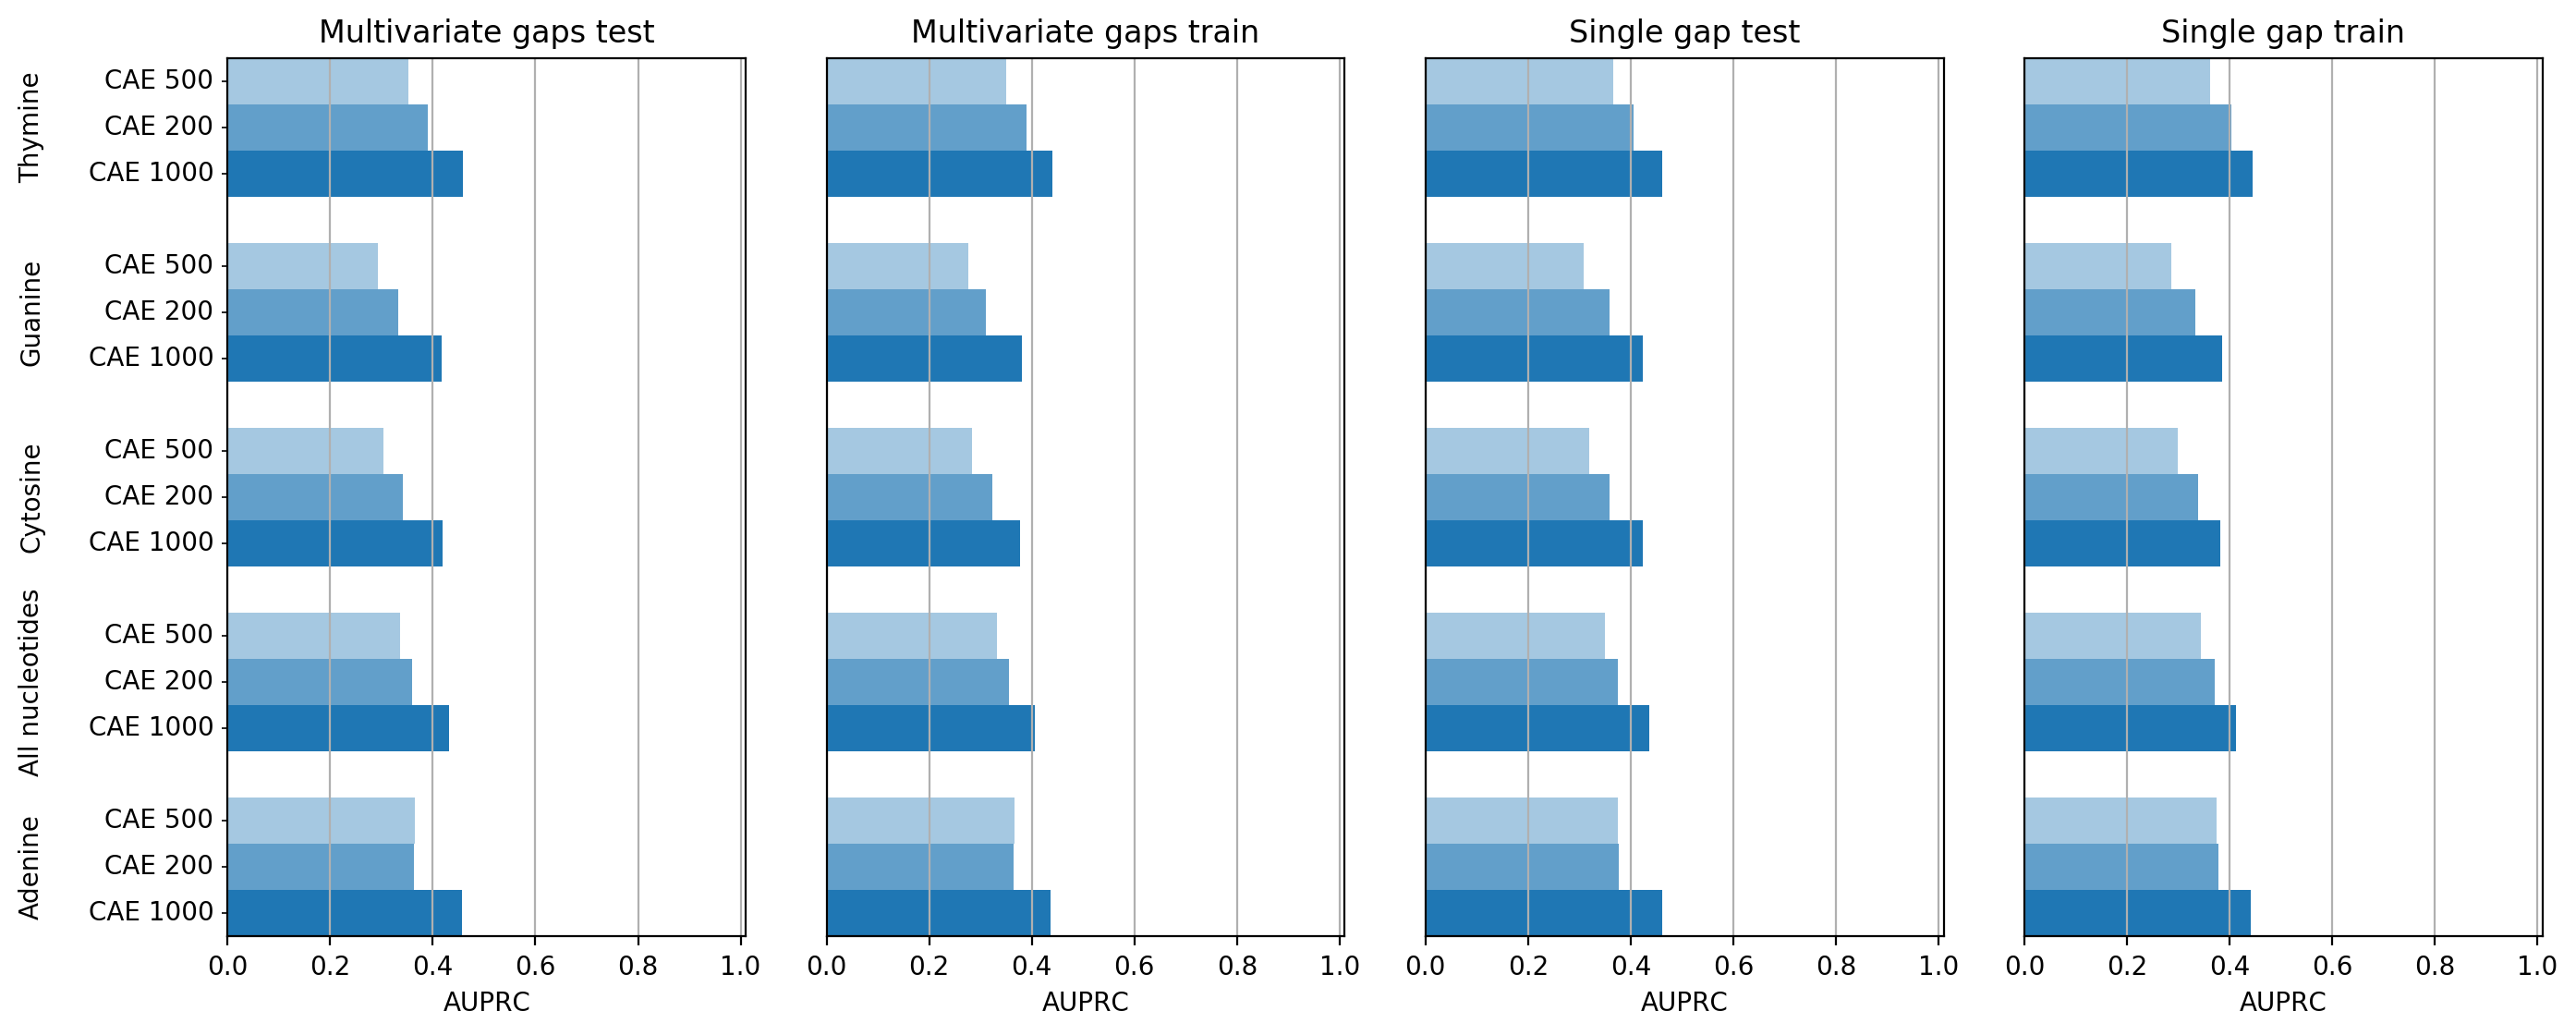 Multivariate gaps test
Multivariate gaps train
Single gap test
Single gap train
Thymine
CAE 500
CAE 200
CAE 1000
Guanine
CAE 500
CAE 200
CAE 1000
Cytosine
CAE 500
CAE 200
CAE 1000
All nucleotides
CAE 500
CAE 200
CAE 1000
Adenine
CAE 500
CAE 200
CAE 1000
0.0 0.2 0.4 0.6 0.8 1.0
0.0 0.2 0.4 0.6 0.8 1.0
0.0 0.2 0.4 0.6 0.8 1.0
0.0 0.2 0.4 0.6 0.8 1.0
AUPRC
AUPRC
AUPRC
AUPRC